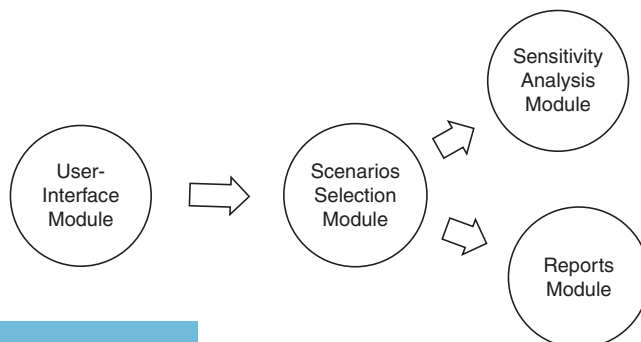 User-
Interface
Module
Scenarios
Selection
Module
Sensitivity
Analysis
Module
Reports
Module